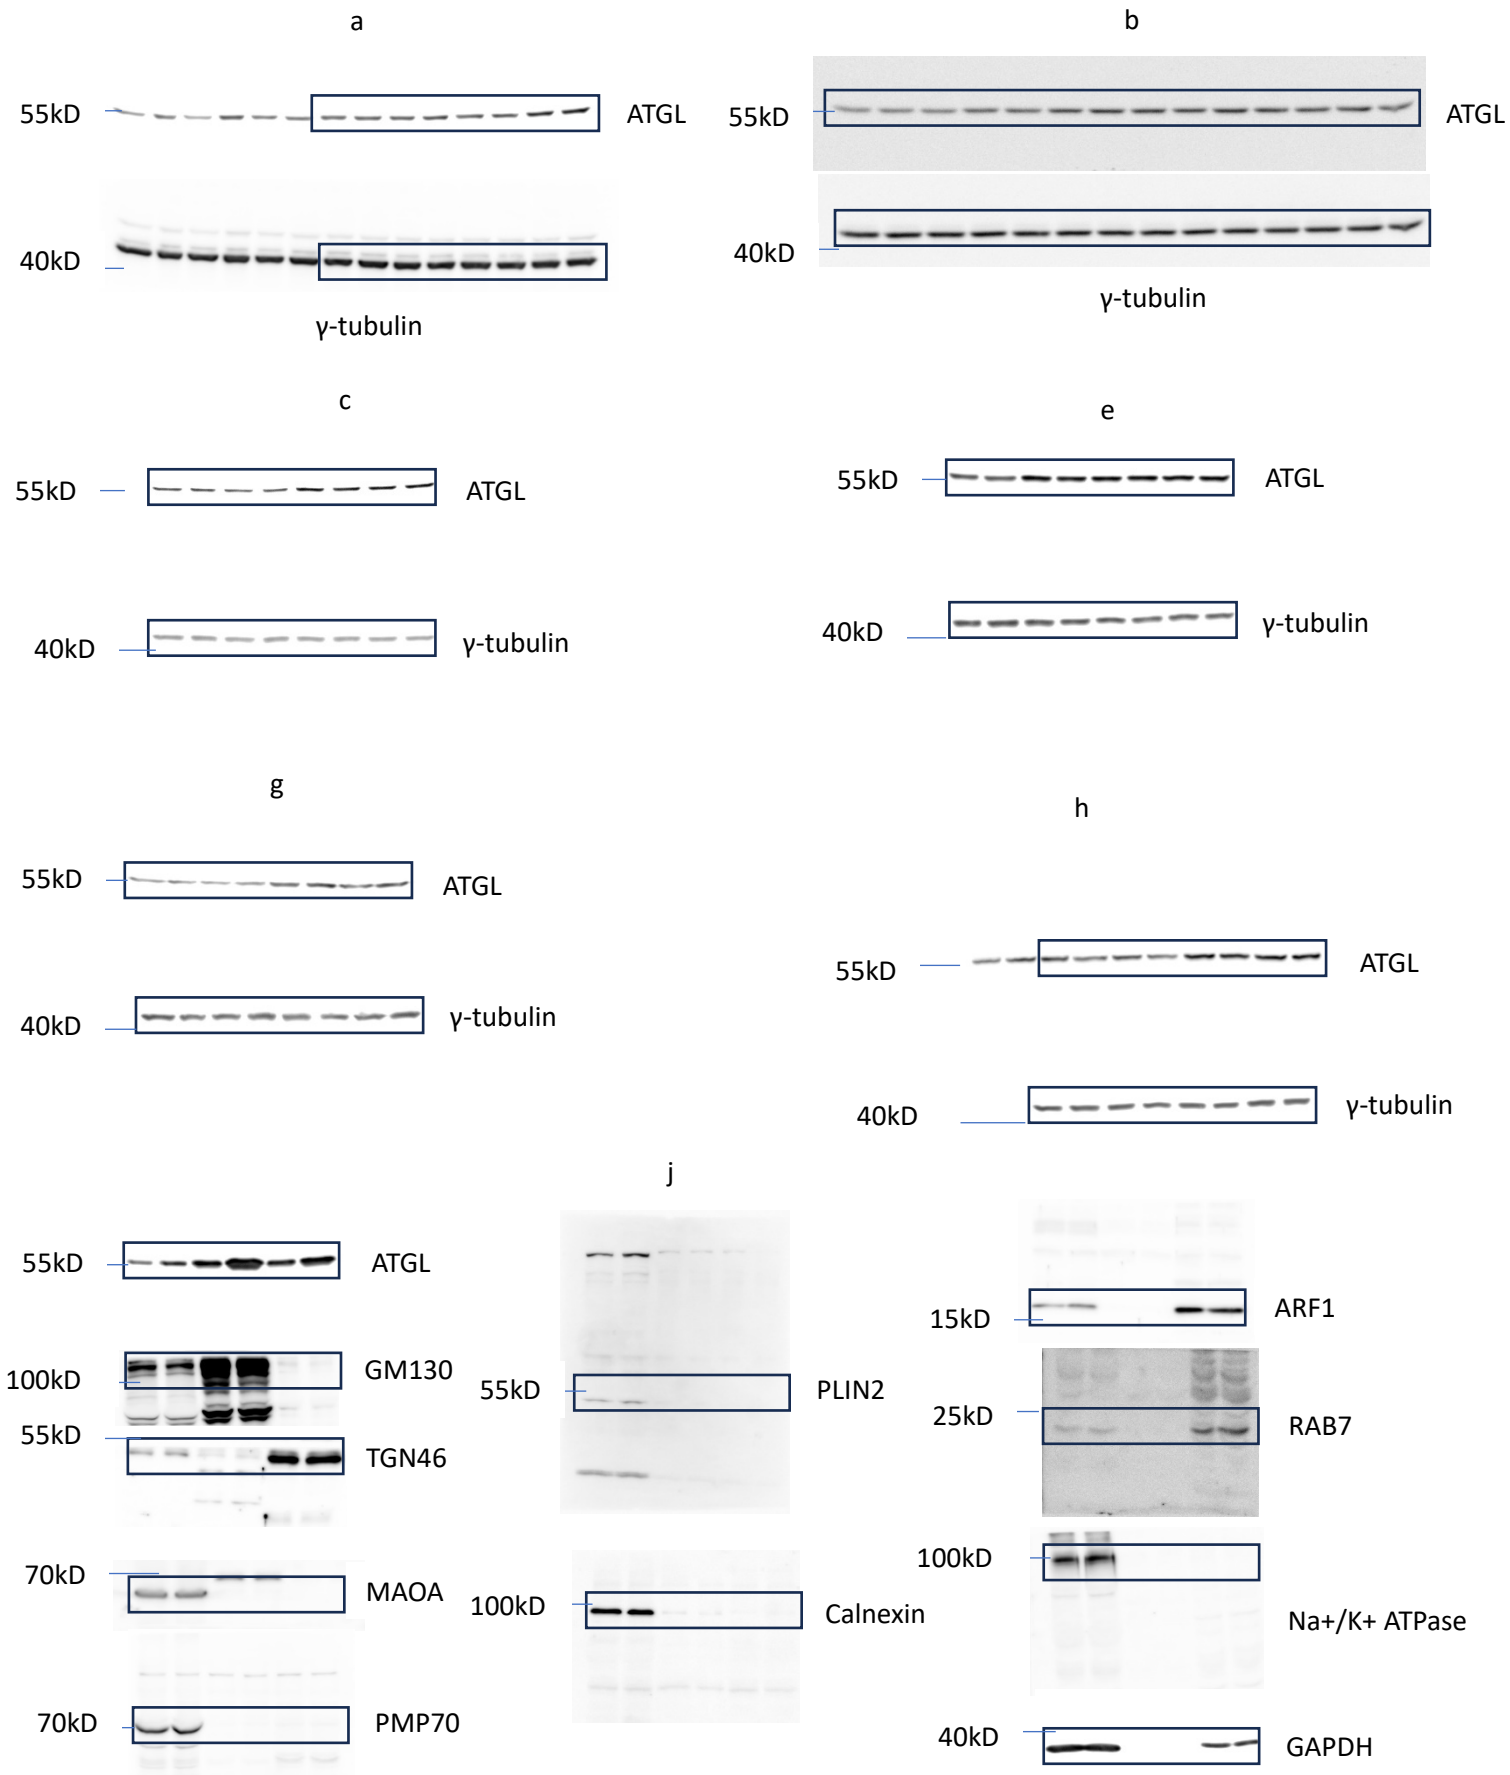 a
55kD
ATGL
40kD
γ-tubulin
b
55kD
ATGL
40kD
γ-tubulin
c
55kD
ATGL
40kD
γ-tubulin
e
55kD
ATGL
40kD
γ-tubulin
g
55kD
ATGL
40kD
γ-tubulin
h
55kD
ATGL
40kD
γ-tubulin
j
55kD
ATGL
100kD
GM130
55kD
TGN46
70kD
MAOA
70kD
PMP70
55kD
PLIN2
100kD
Calnexin
15kD
ARF1
25kD
RAB7
100kD
Na+/K+ ATPase
40kD
GAPDH